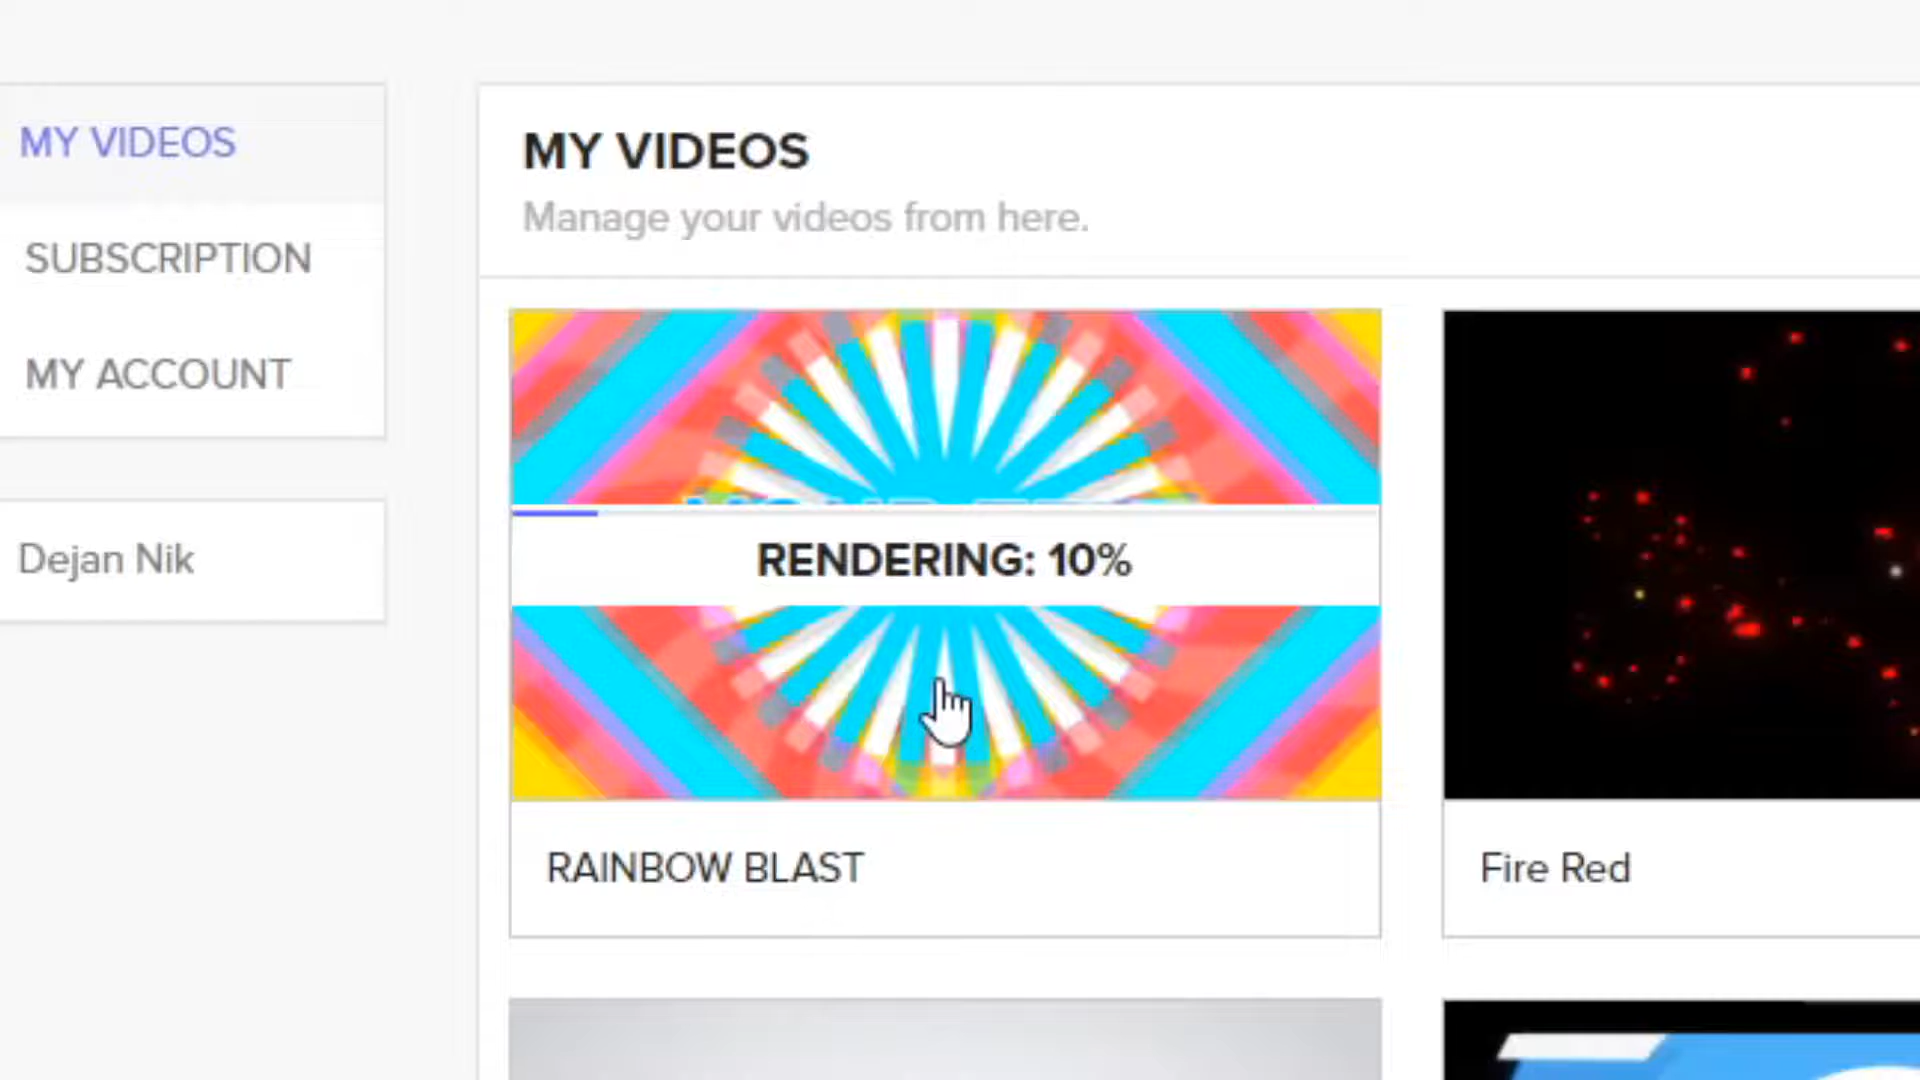 MY VIDEOS
SUBSCRIPTION
MY ACCOUNT
Dejan Nik
MY VIDEOS
Manage your videos from here.
RENDERING: 10%
RAINBOW BLAST
Fire Red